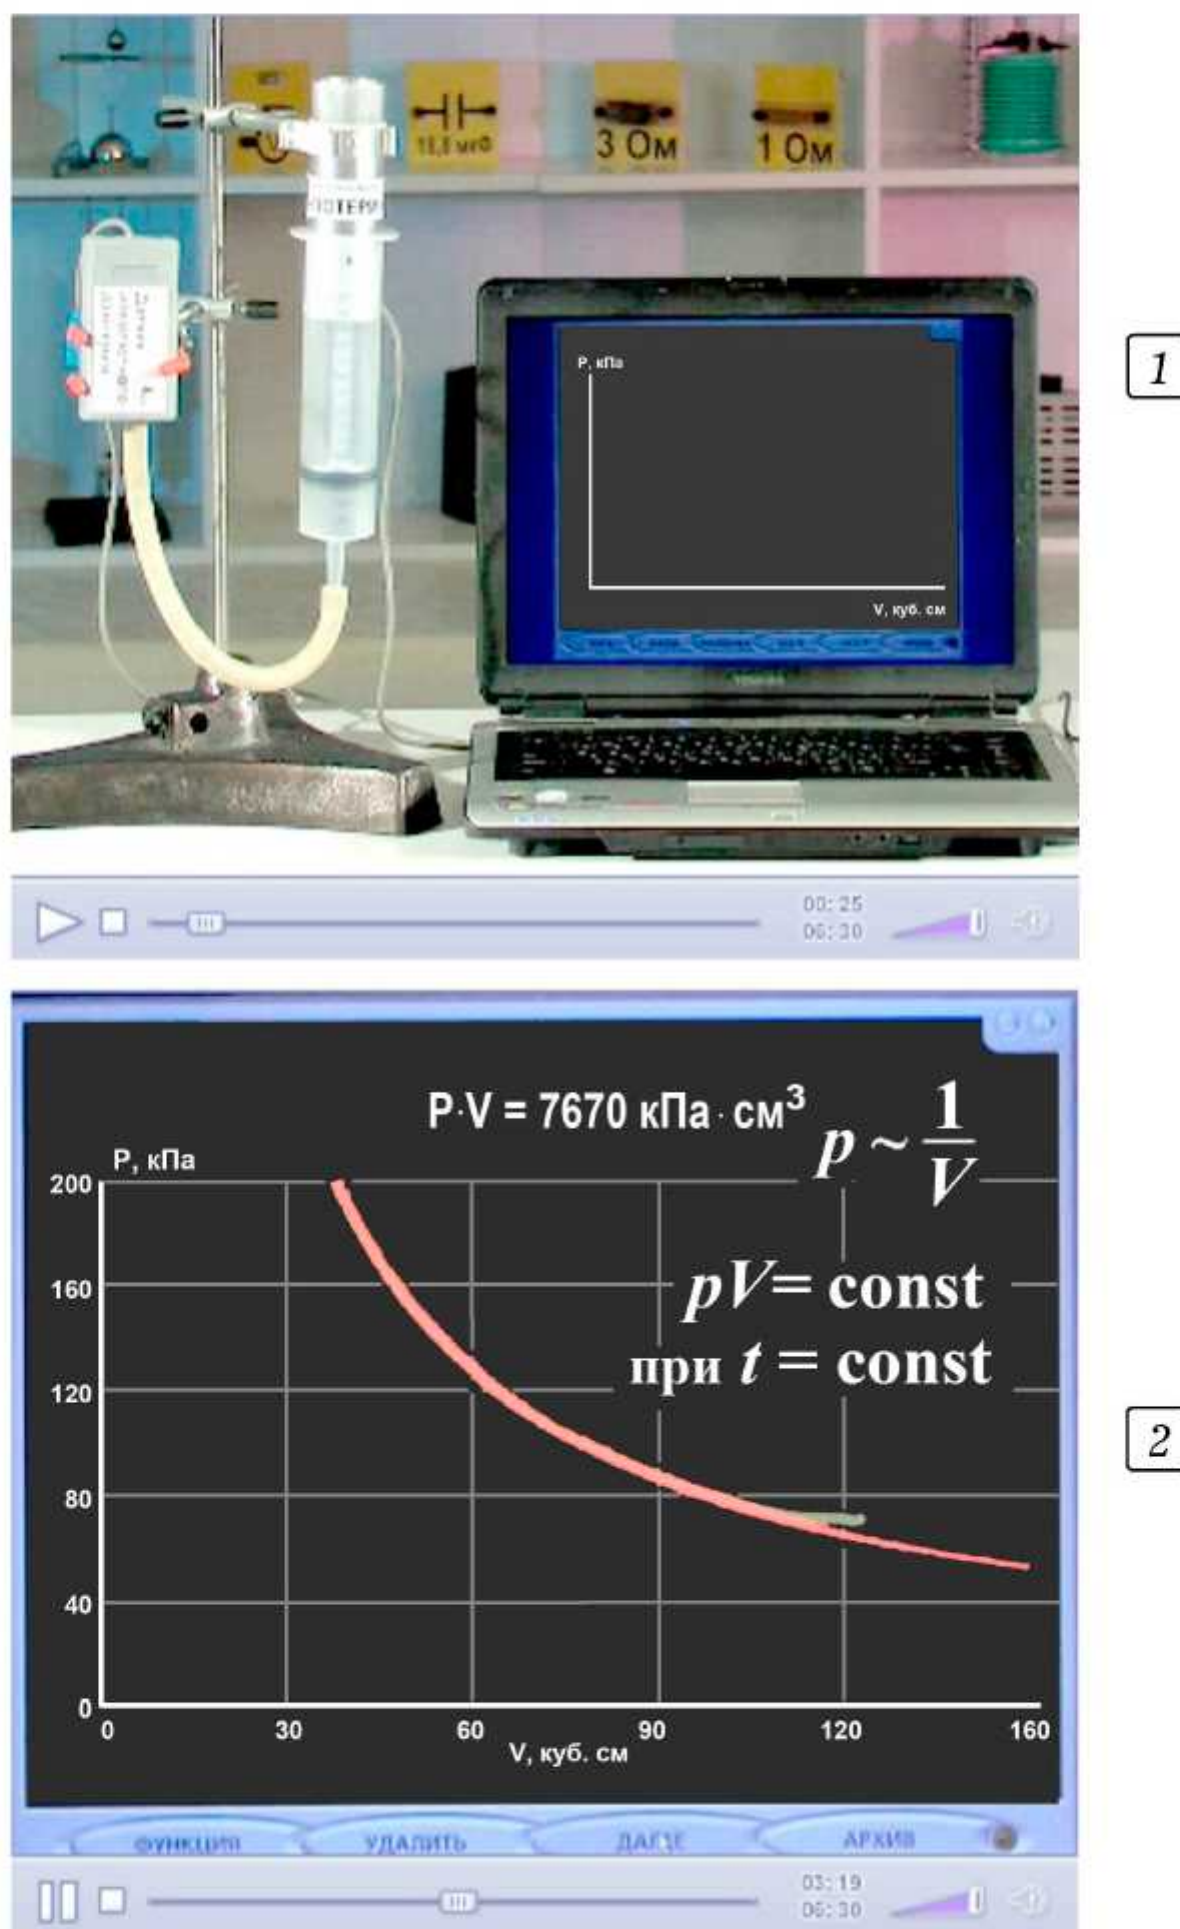 3 Ом
1 Ом
P, кПа
V, куб. см
1
00:25
06:30
P·V = 7670 кПа · см³
p ~ 1/V
P, кПа
200
pV = const
160
при t = const
120
80
2
40
0
0 30 60 90 120 160
V, куб. см
ФУНКЦИЯ УДАЛИТЬ ДАЛЕЕ АРХИВ
03:19
06:30